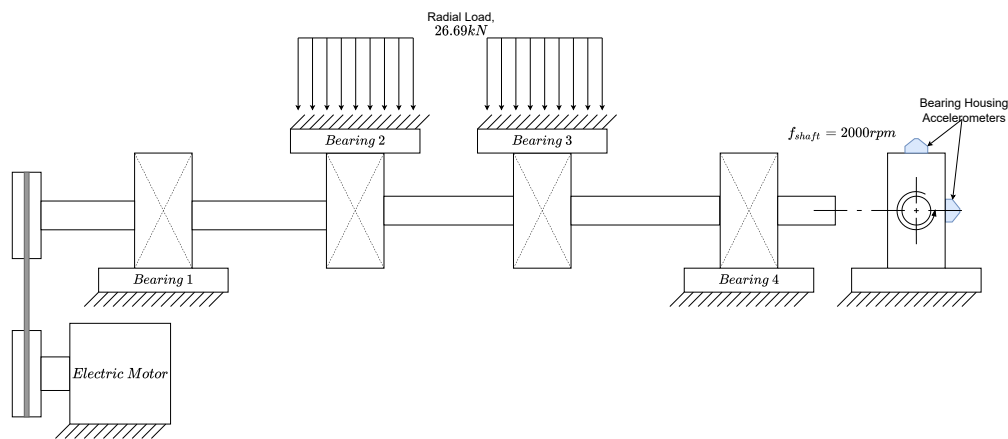 Radial Load,
26.69kN
Bearing Housing
Accelerometers
f_shaft = 2000rpm
Bearing 2
Bearing 3
Bearing 1
Bearing 4
Electric Motor